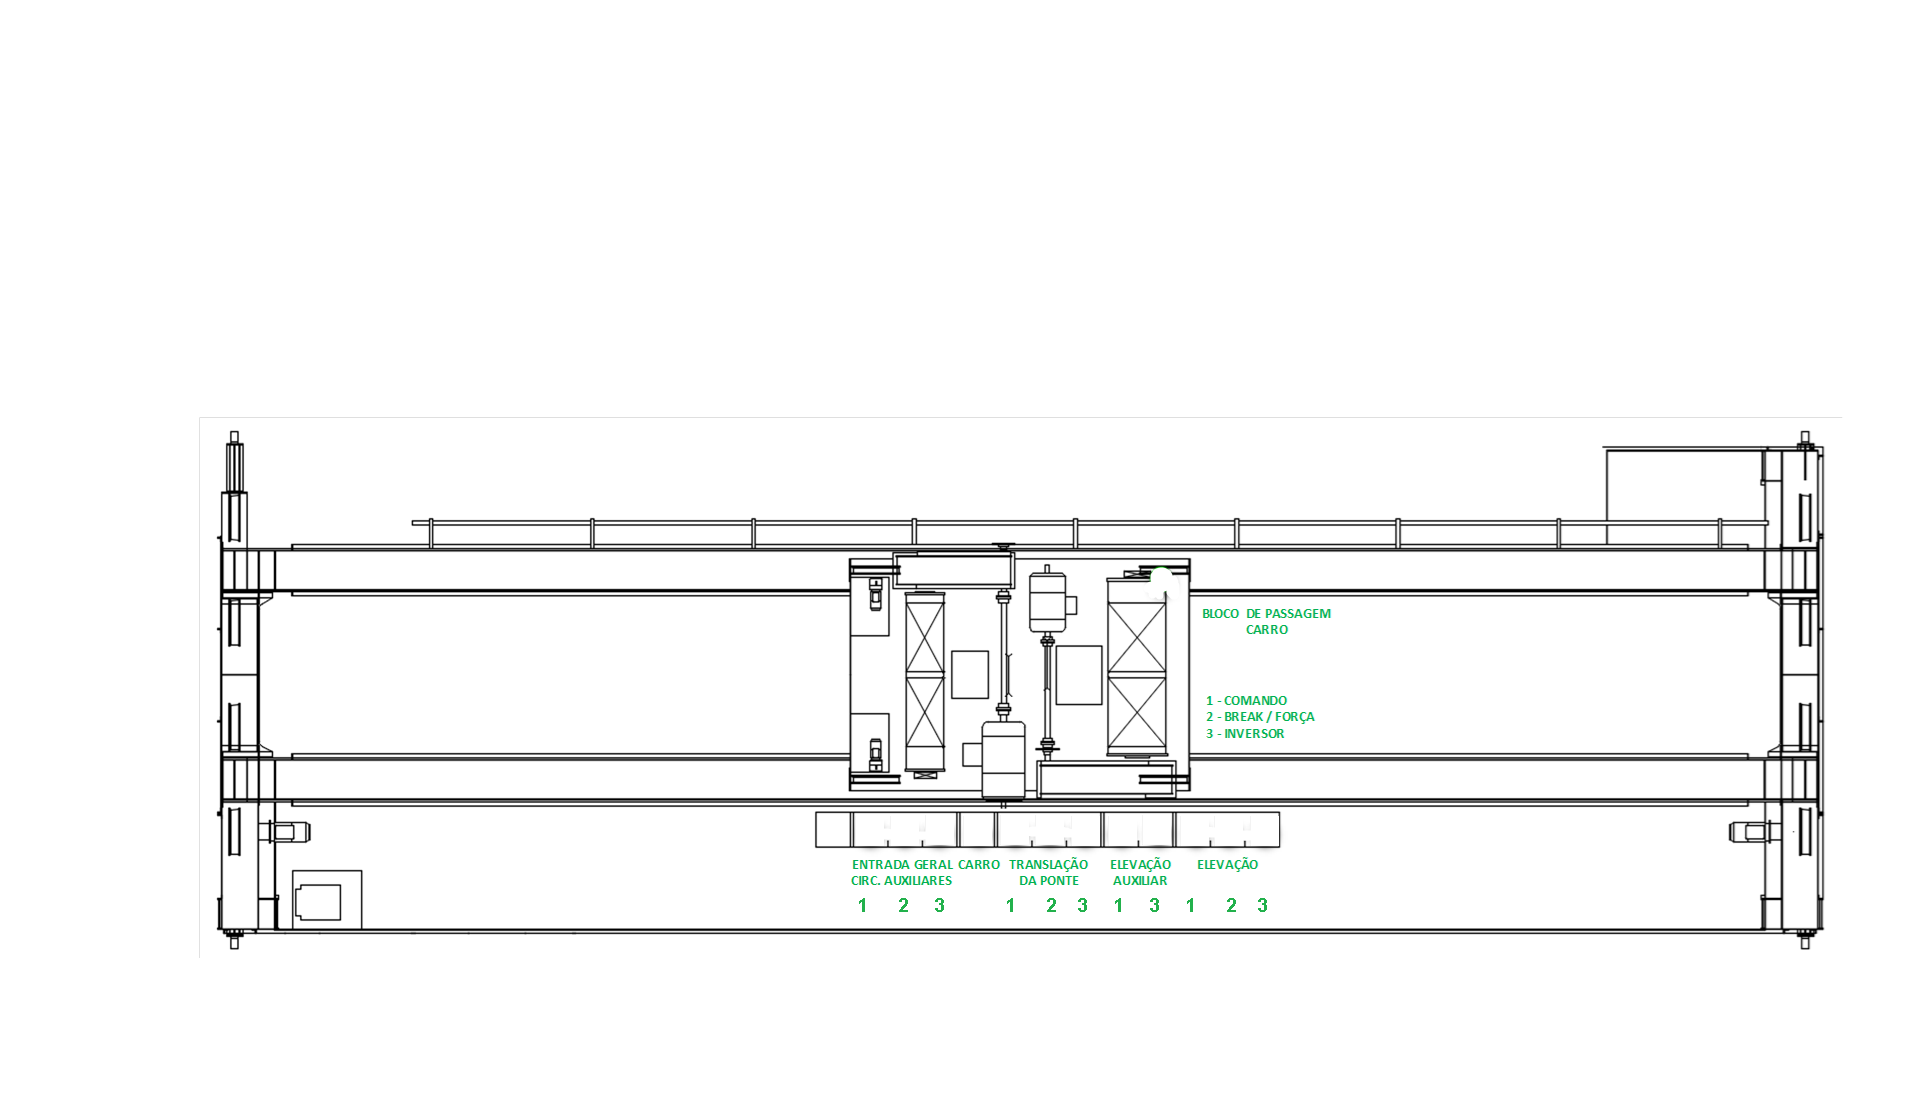 BLOCO DE PASSAGEM
CARRO
1 - COMANDO
2 - BREAK / FORÇA
3 - INVERSOR
ENTRADA GERAL CARRO TRANSLAÇÃO ELEVAÇÃO ELEVAÇÃO
CIRC. AUXILIARES DA PONTE AUXILIAR
1 2 3 1 2 3 1 3 1 2 3